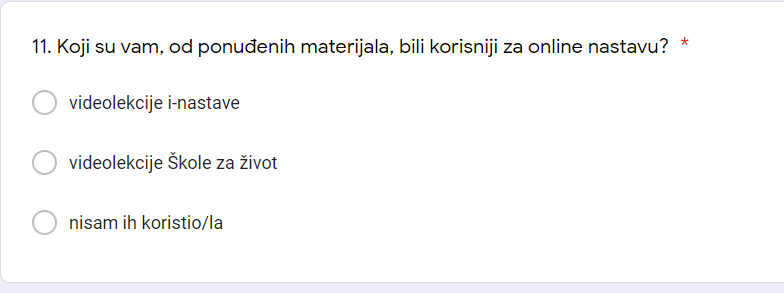 11. Koji su vam, od ponuđenih materijala, bili korisniji za online nastavu? *
videolekcije i-nastave
videolekcije Škole za život
nisam ih koristio/la